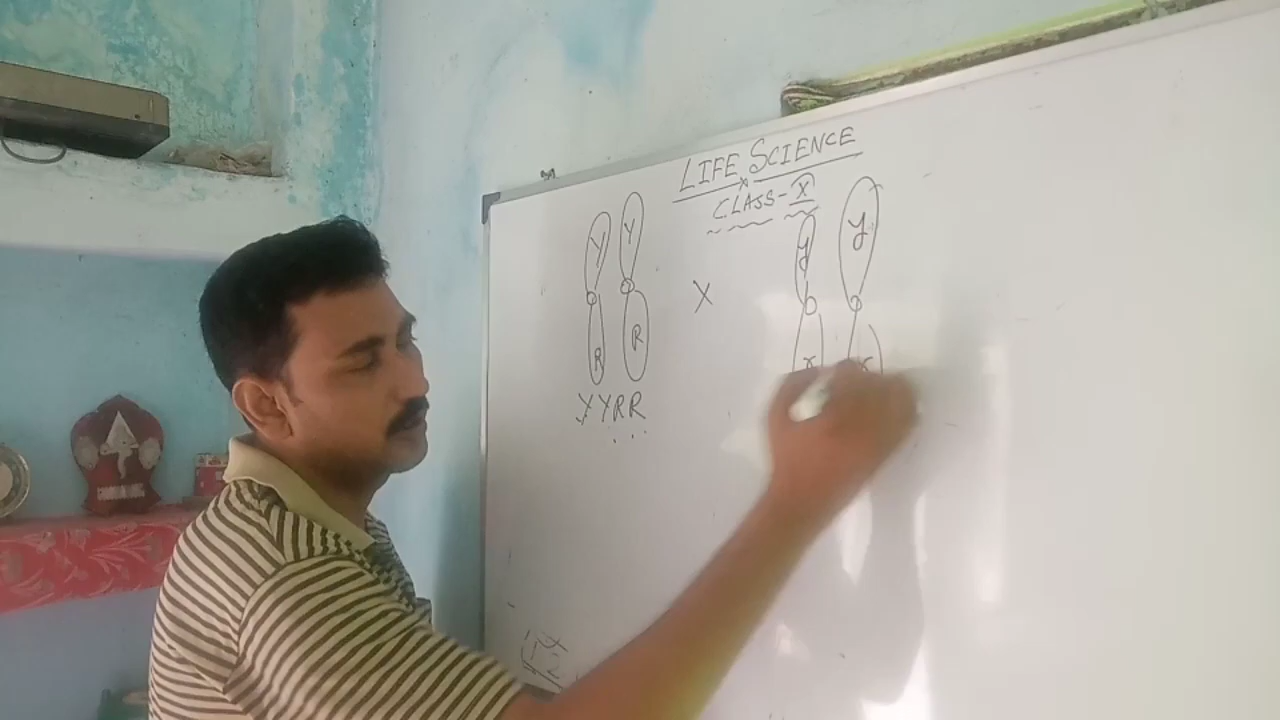 LIFE SCIENCE
CLASS-X
Y Y
y y
X
R R
r r
YYRR